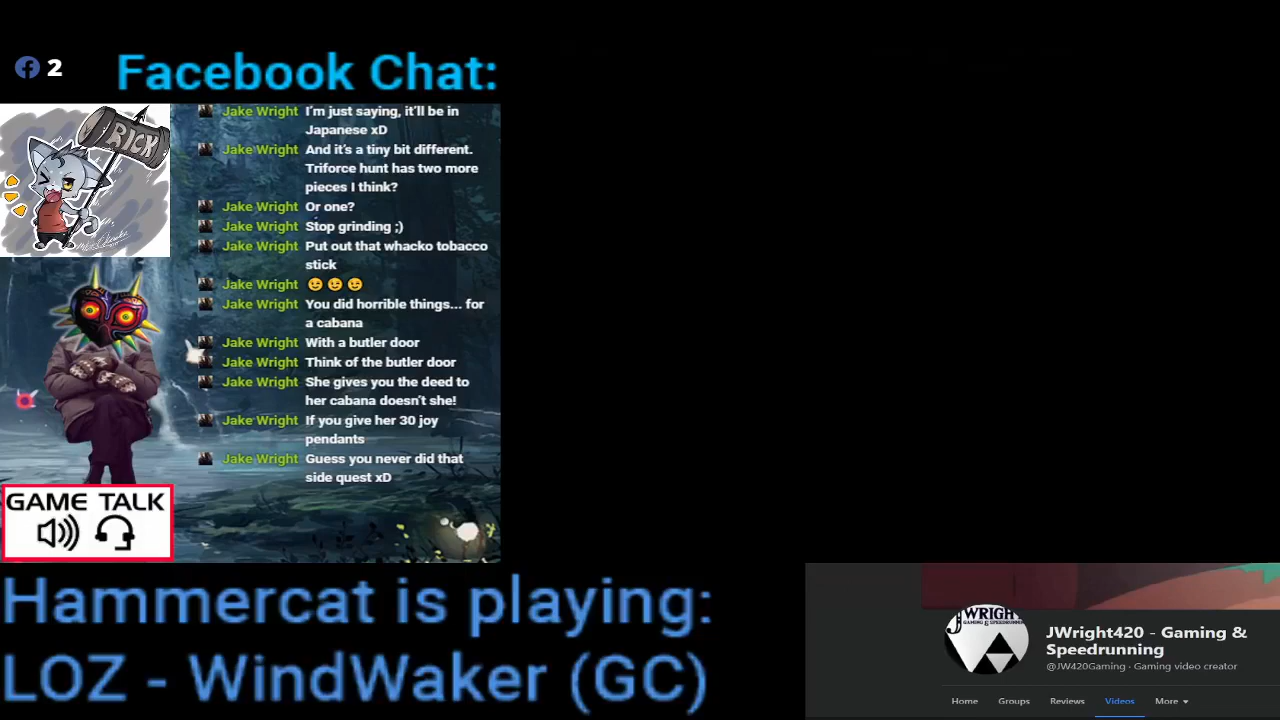 2
Facebook Chat:
RICK
Jake Wright I'm just saying, it'll be in
Japanese xD
Jake Wright And it's a tiny bit different.
Triforce hunt has two more
pieces I think?
Jake Wright Or one?
Jake Wright Stop grinding ;)
Jake Wright Put out that whacko tobacco
stick
Jake Wright 😉 😉 😉
Jake Wright You did horrible things... for
a cabana
Jake Wright With a butler door
Jake Wright Think of the butler door
Jake Wright She gives you the deed to
her cabana doesn't she!
Jake Wright If you give her 30 joy
pendants
Jake Wright Guess you never did that
side quest xD
GAME TALK
Hammercat is playing:
LOZ - WindWaker (GC)
JWRIGHT
GAMING & SPEEDRUNNING
JWright420 - Gaming &
Speedrunning
@JW420Gaming · Gaming video creator
Home Groups Reviews Videos More